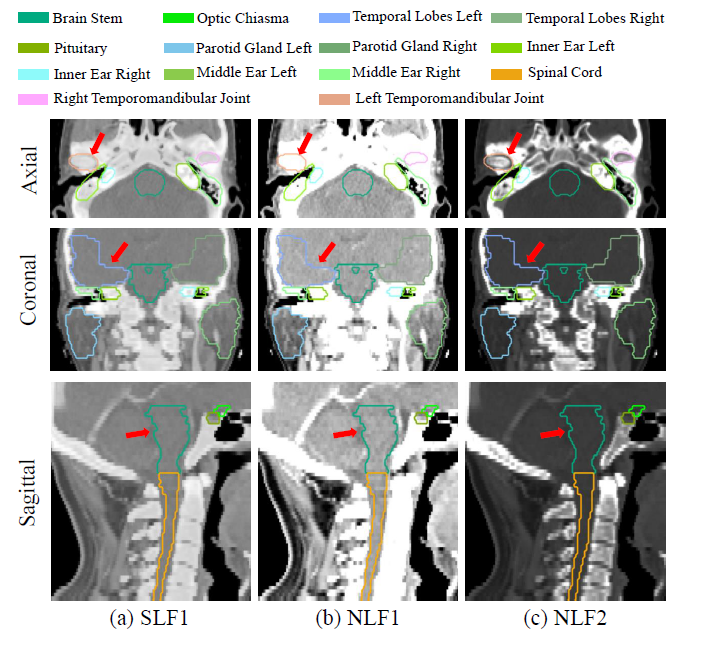 Brain Stem Optic Chiasma Temporal Lobes Left Temporal Lobes Right
Pituitary Parotid Gland Left Parotid Gland Right Inner Ear Left
Inner Ear Right Middle Ear Left Middle Ear Right Spinal Cord
Right Temporomandibular Joint Left Temporomandibular Joint
Axial
Coronal
Sagittal
(a) SLF1 (b) NLF1 (c) NLF2